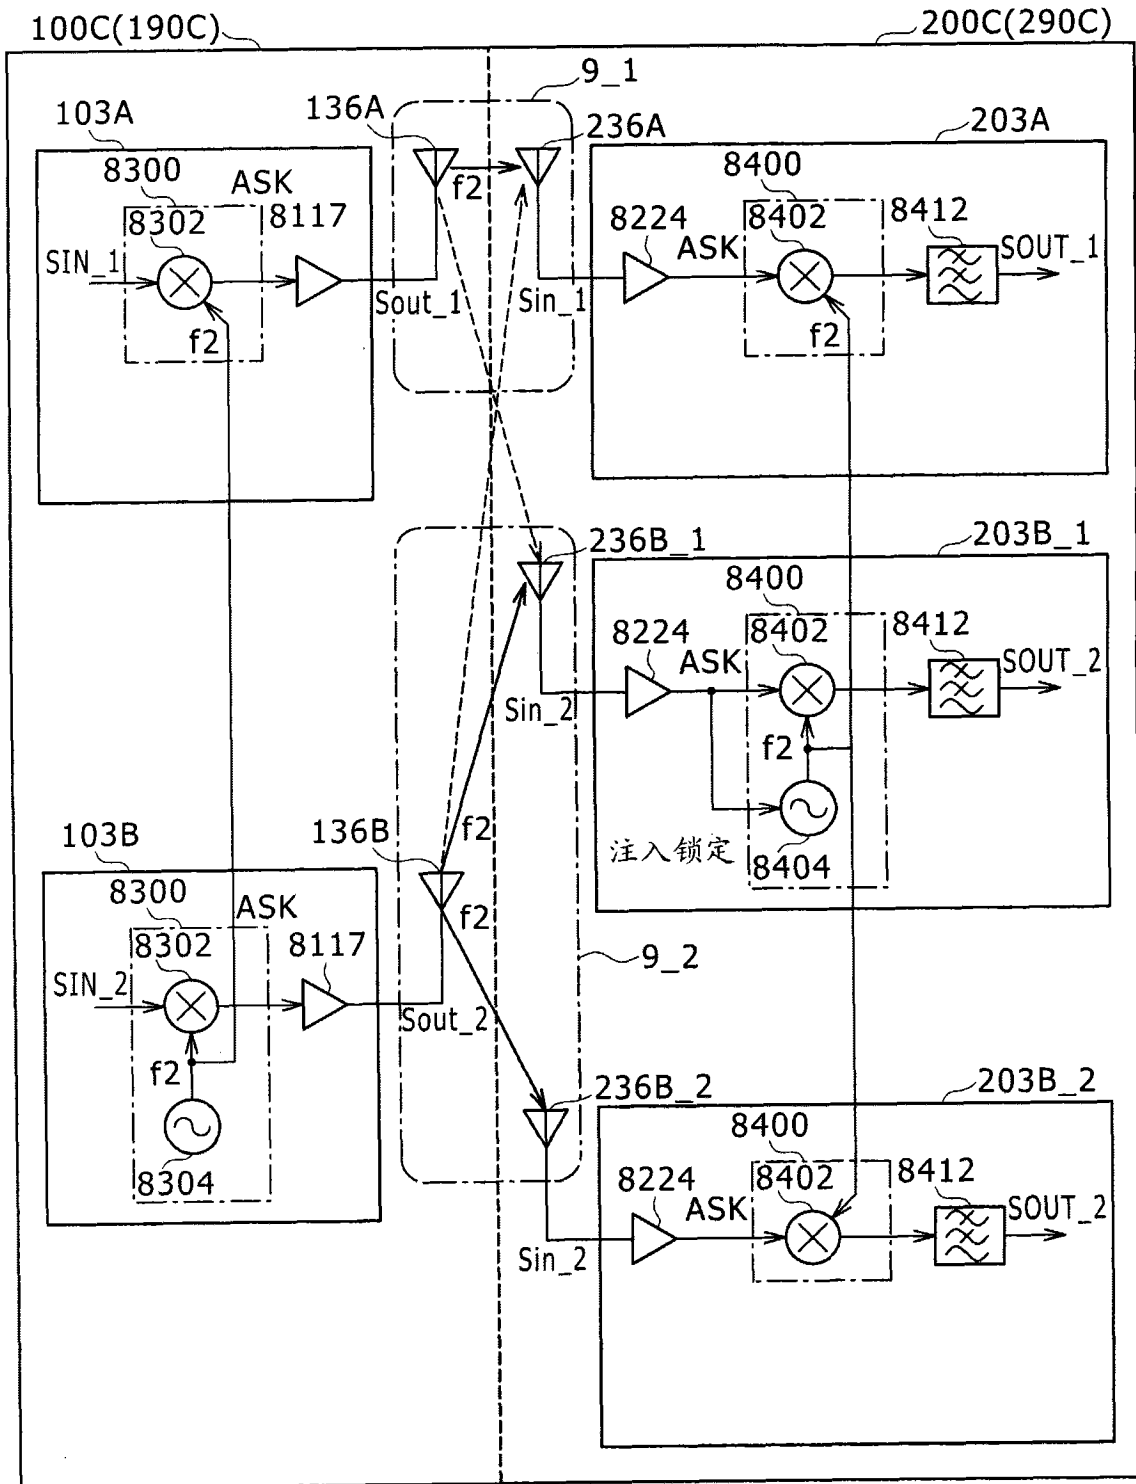 100C(190C)
200C(290C)
9_1
103A
136A
236A
203A
8300
ASK
8302
8117
SIN_1
f2
Sout_1
f2
Sin_1
8224
ASK
8400
8402
8412
SOUT_1
f2
236B_1
203B_1
8400
8224
ASK
8402
8412
SOUT_2
Sin_2
f2
注入锁定
8404
103B
136B
f2
f2
9_2
8300
ASK
8302
8117
SIN_2
Sout_2
f2
8304
236B_2
203B_2
8400
8224
ASK
8402
8412
SOUT_2
Sin_2